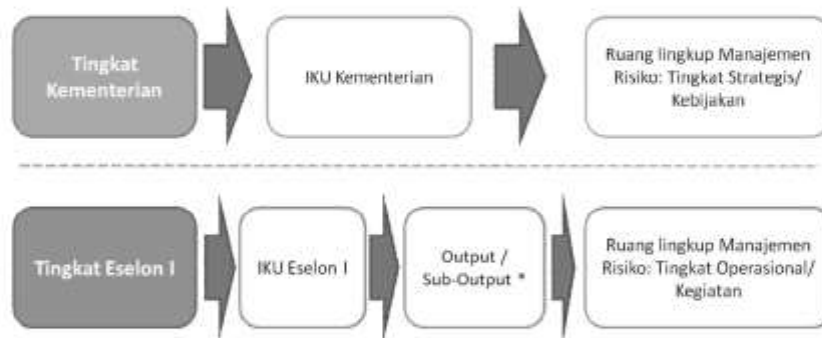 Tingkat
Kementerian
IKU Kementerian
Ruang lingkup Manajemen
Risiko: Tingkat Strategis/
Kebijakan
Tingkat Eselon I
IKU Eselon I
Output /
Sub-Output *
Ruang lingkup Manajemen
Risiko: Tingkat Operasional/
Kegiatan